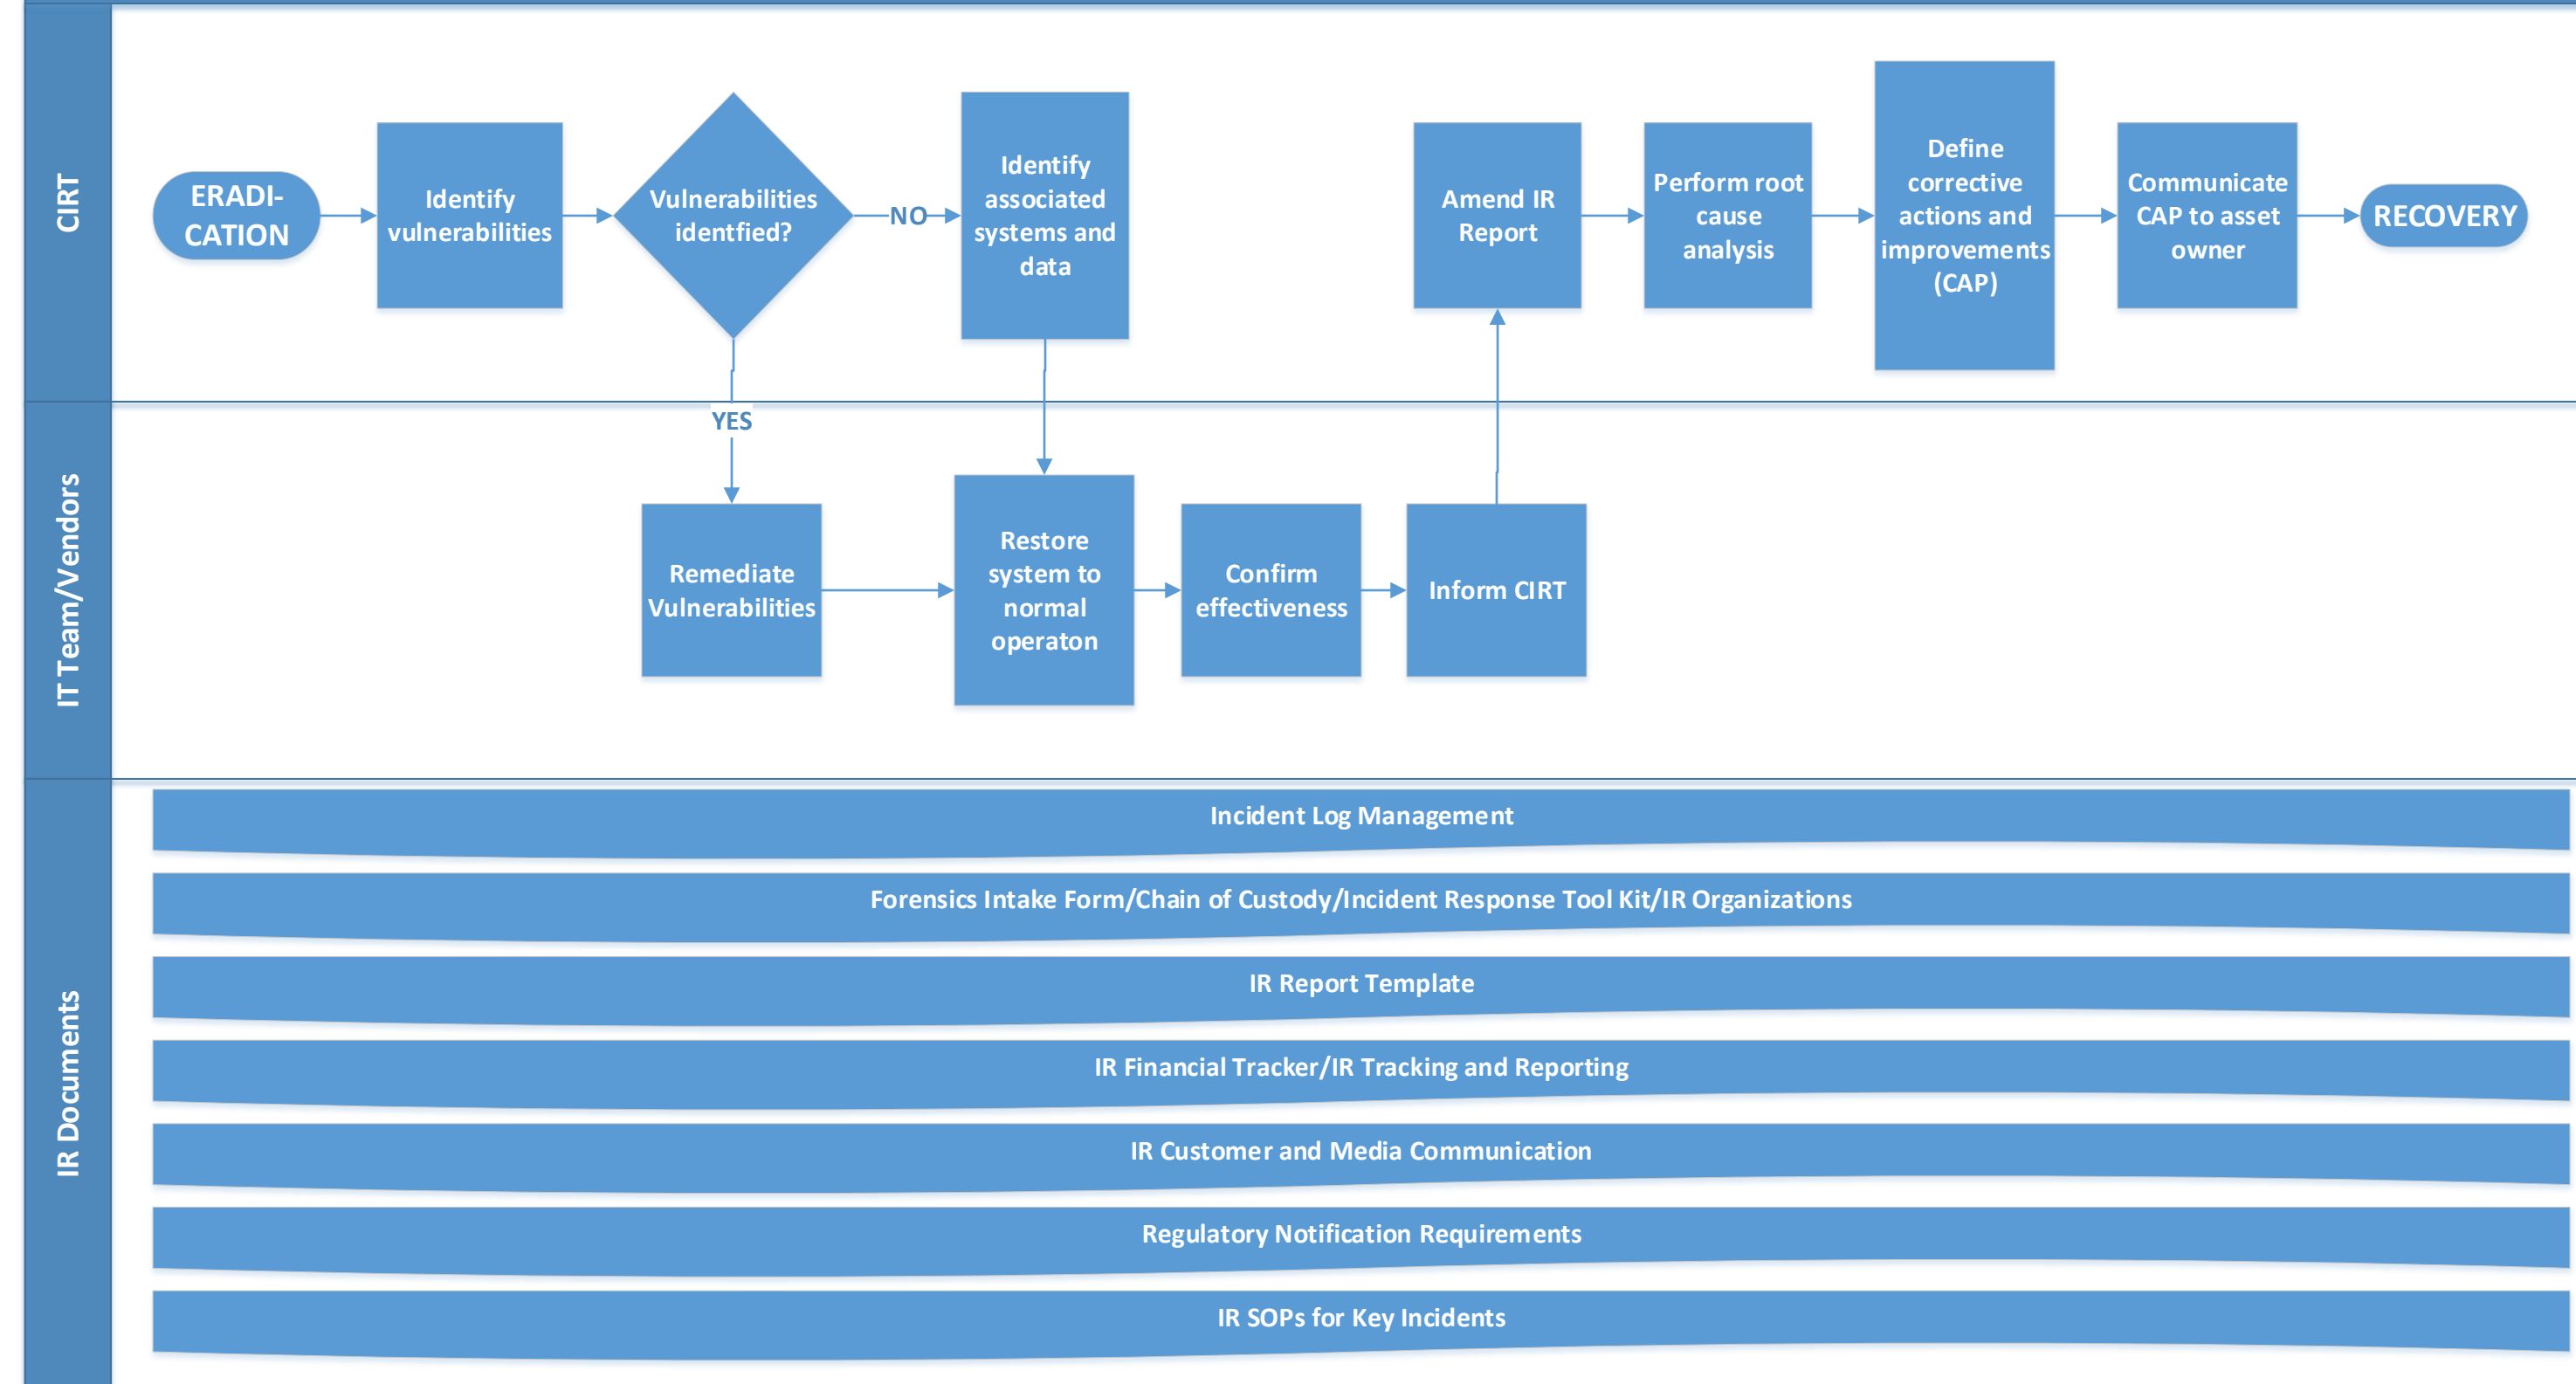 CIRT
ERADI-
CATION
Identify
vulnerabilities
Vulnerabilities
identfied?
NO
Identify
associated
systems and
data
Amend IR
Report
Perform root
cause
analysis
Define
corrective
actions and
improvements
(CAP)
Communicate
CAP to asset
owner
RECOVERY
YES
IT Team/Vendors
Remediate
Vulnerabilities
Restore
system to
normal
operaton
Confirm
effectiveness
Inform CIRT
IR Documents
Incident Log Management
Forensics Intake Form/Chain of Custody/Incident Response Tool Kit/IR Organizations
IR Report Template
IR Financial Tracker/IR Tracking and Reporting
IR Customer and Media Communication
Regulatory Notification Requirements
IR SOPs for Key Incidents